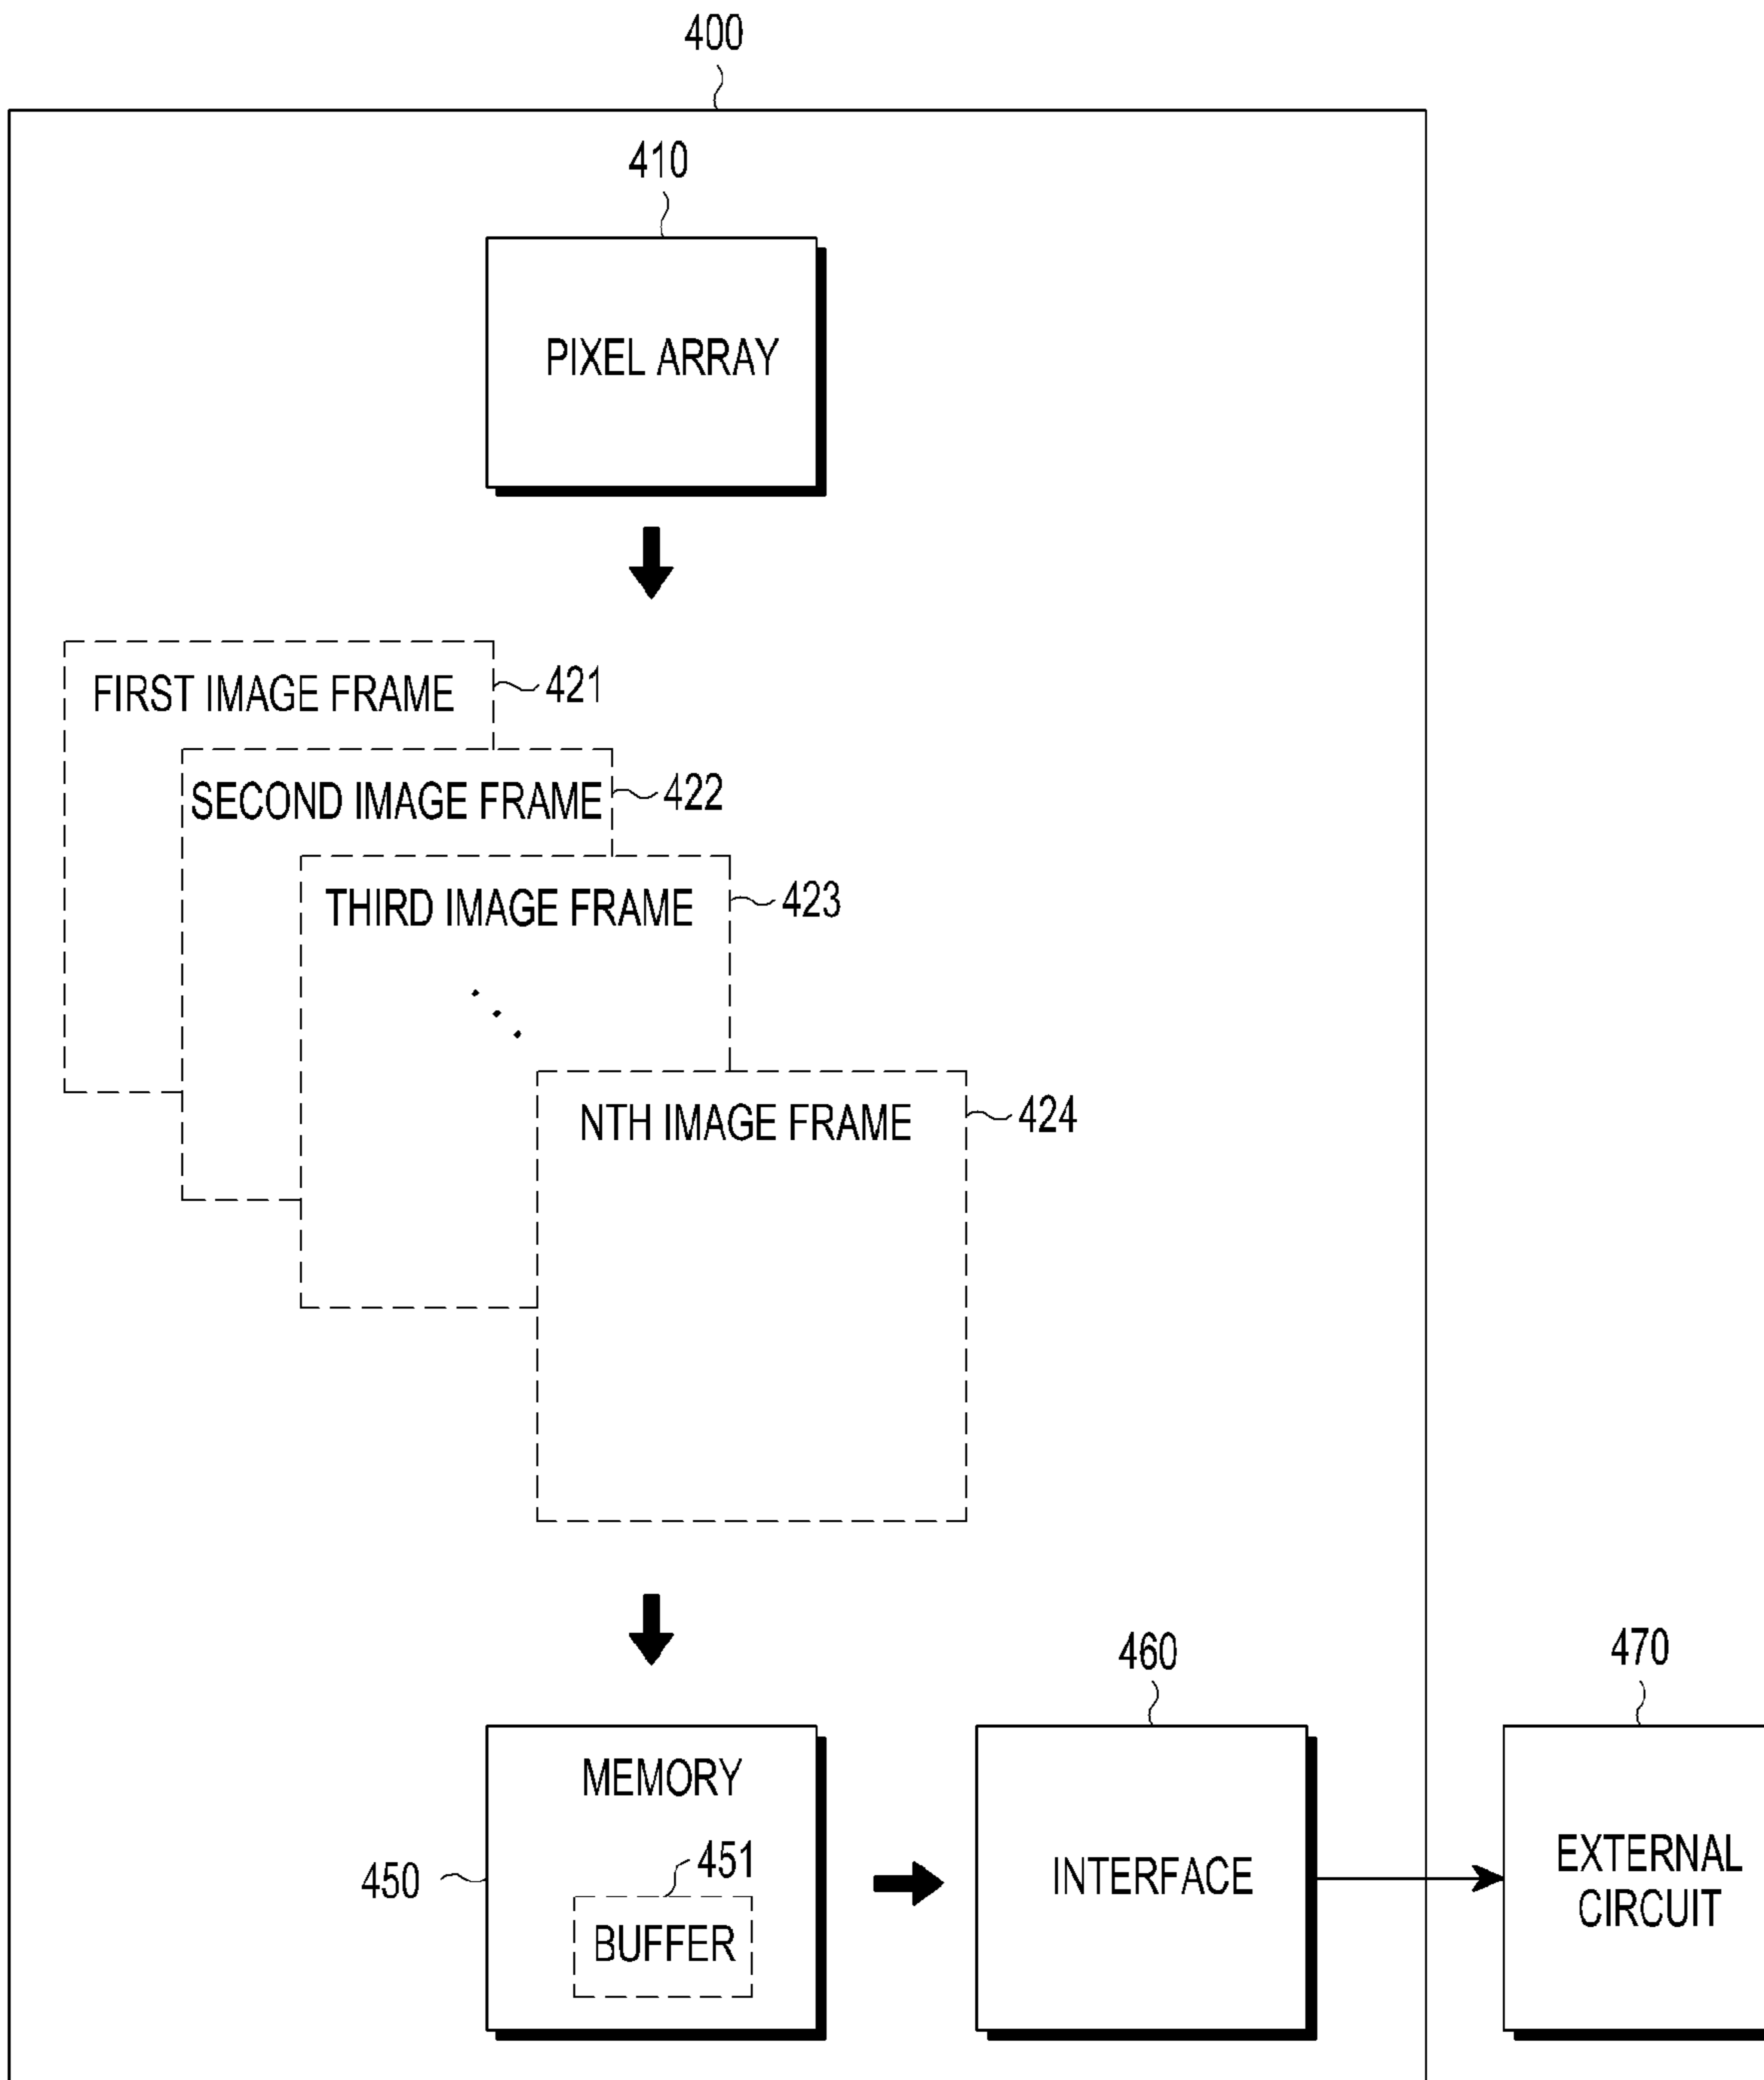 400
410
PIXEL ARRAY
FIRST IMAGE FRAME
421
SECOND IMAGE FRAME
422
THIRD IMAGE FRAME
423
NTH IMAGE FRAME
424
450
MEMORY
451
BUFFER
460
INTERFACE
470
EXTERNAL
CIRCUIT